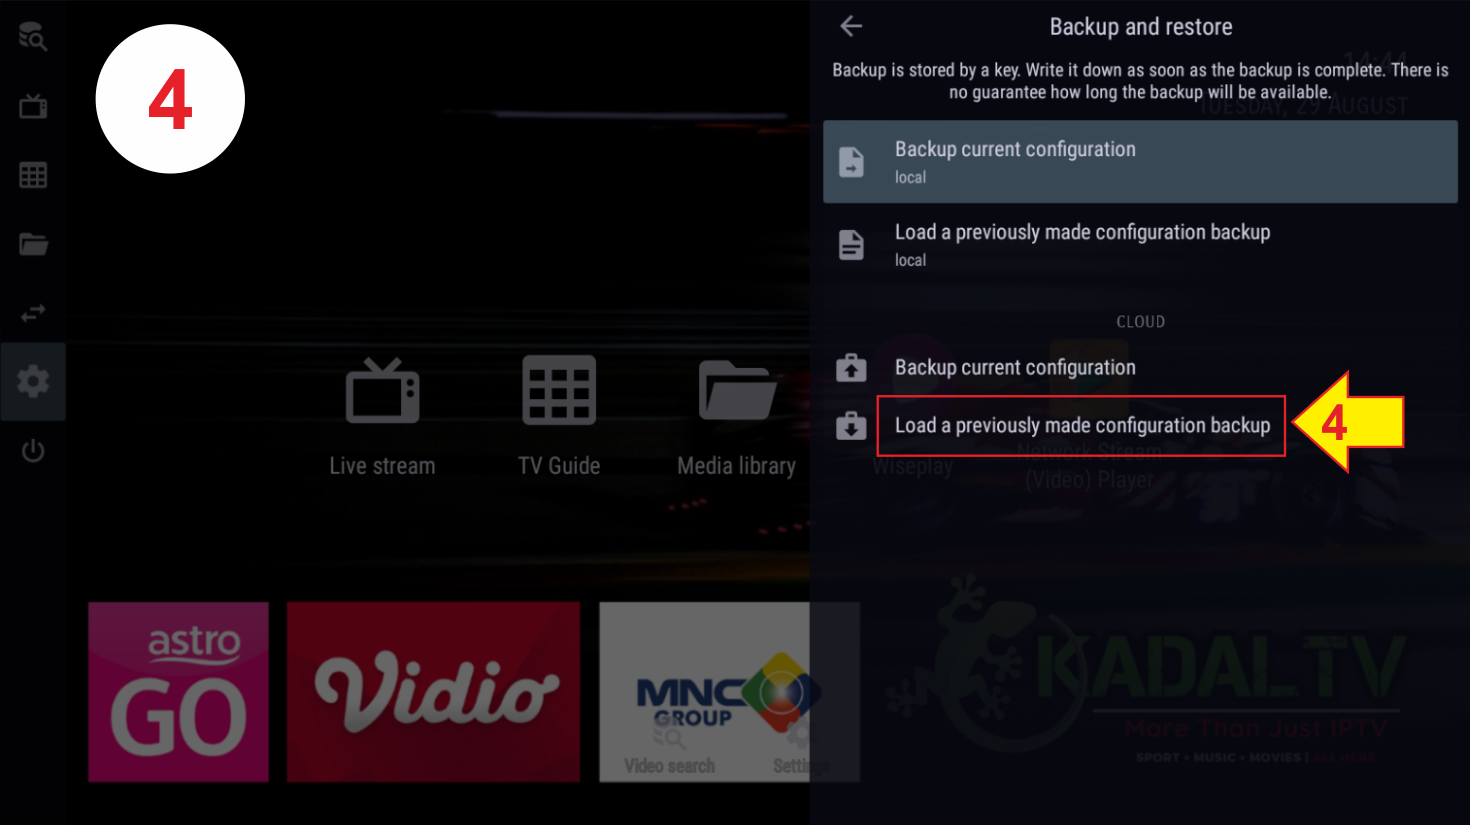 4
Backup and restore
14:44
TUESDAY, 29 AUGUST
Backup is stored by a key. Write it down as soon as the backup is complete. There is
no guarantee how long the backup will be available.
Backup current configuration
local
Load a previously made configuration backup
local
CLOUD
Backup current configuration
Load a previously made configuration backup
4
Live stream
TV Guide
Media library
Wiseplay
Network Stream
(Video) Player
astro
GO
Vidio
MNC
GROUP
Video search
Settings
KADAL TV
More Than Just IPTV
SPORT • MUSIC • MOVIES | ALL HERE